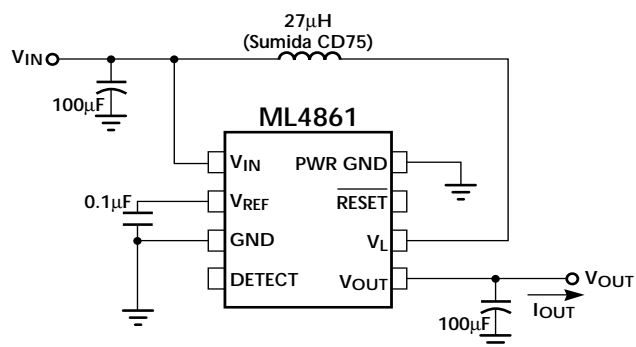 27µH
(Sumida CD75)
VIN
100µF
ML4861
VIN
PWR GND
0.1µF
VREF
RESET
GND
VL
DETECT
VOUT
VOUT
IOUT
100µF